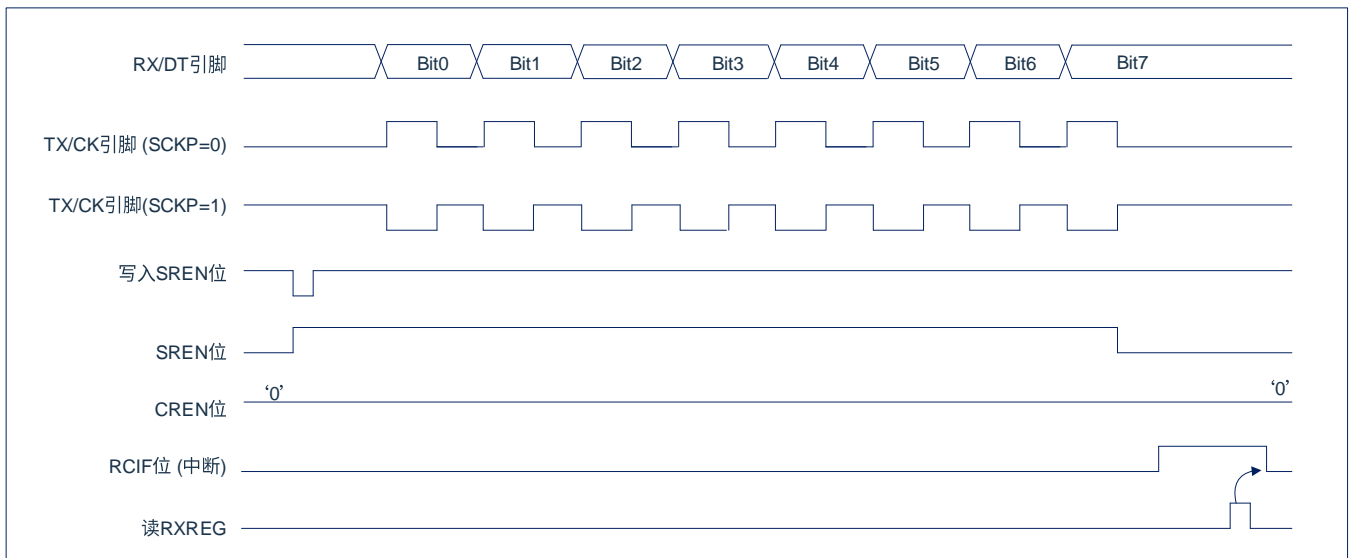 RX/DT引脚 Bit0 Bit1 Bit2 Bit3 Bit4 Bit5 Bit6 Bit7
TX/CK引脚 (SCKP=0)
TX/CK引脚(SCKP=1)
写入SREN位
SREN位
‘0’ ‘0’
CREN位
RCIF位 (中断)
读RXREG